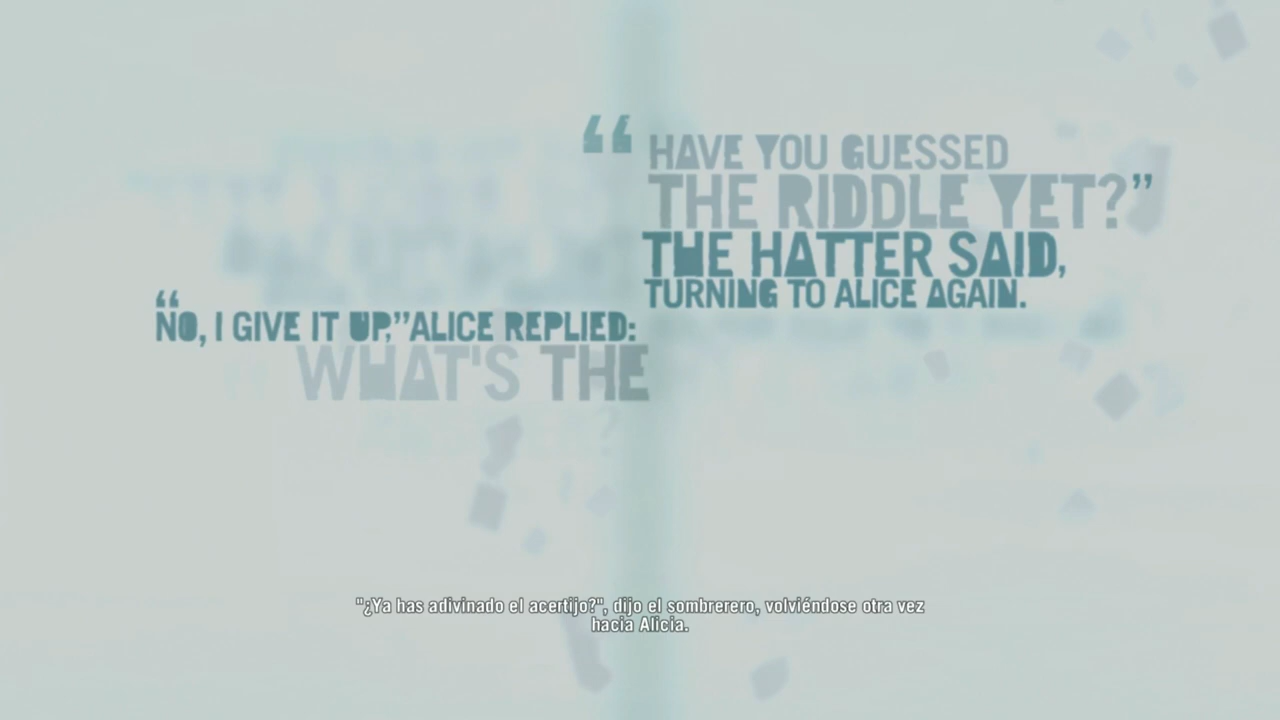 “HAVE YOU GUESSED
THE RIDDLE YET?”
THE HATTER SAID,
TURNING TO ALICE AGAIN.
“NO, I GIVE IT UP,” ALICE REPLIED:
WHAT'S THE
"¿Ya has adivinado el acertijo?", dijo el sombrerero, volviéndose otra vez
hacia Alicia.